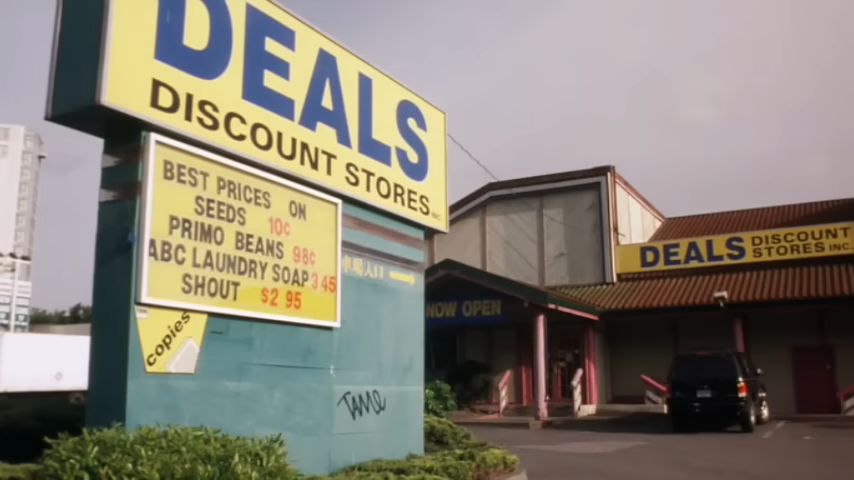 DEALS
DISCOUNT STORES INC.
BEST PRICES ON
SEEDS 10¢
PRIMO BEANS 98¢
ABC LAUNDRY SOAP 3 45
SHOUT $2 95
copies
TAME
NOW OPEN
DEALS DISCOUNT
STORES INC.